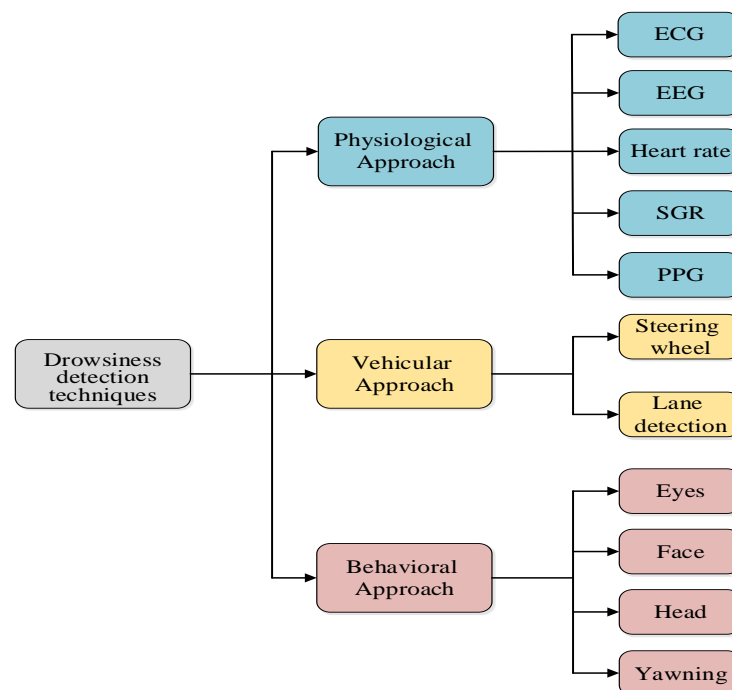 ECG
EEG
Physiological
Approach
Heart rate
SGR
PPG
Drowsiness
detection
techniques
Vehicular
Approach
Steering
wheel
Lane
detection
Behavioral
Approach
Eyes
Face
Head
Yawning